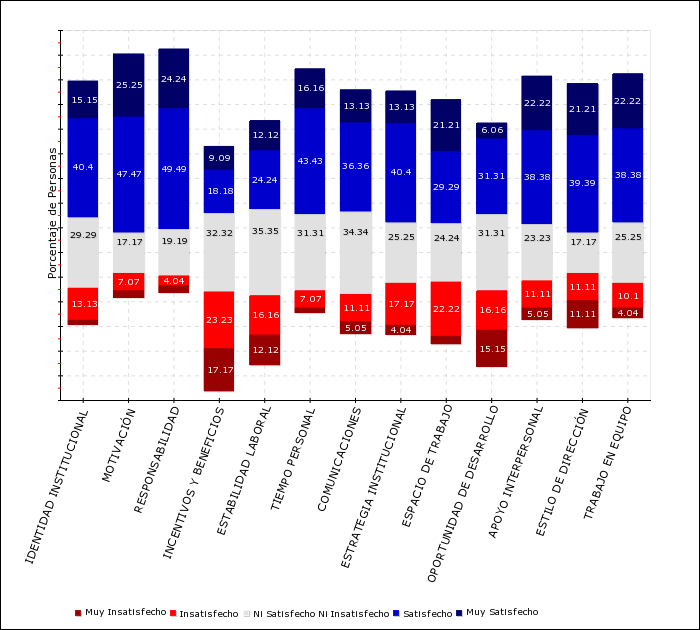 Porcentaje de Personas
15.15 25.25 24.24 9.09 12.12 16.16 13.13 13.13 21.21 6.06 22.22 21.21 22.22
40.4 47.47 49.49 18.18 24.24 43.43 36.36 40.4 29.29 31.31 38.38 39.39 38.38
29.29 17.17 19.19 32.32 35.35 31.31 34.34 25.25 24.24 31.31 23.23 17.17 25.25
13.13 7.07 4.04 23.23 16.16 7.07 11.11 17.17 22.22 16.16 11.11 11.11 10.1
17.17 12.12 5.05 4.04 15.15 5.05 11.11 4.04
IDENTIDAD INSTITUCIONAL
MOTIVACIÓN
RESPONSABILIDAD
INCENTIVOS Y BENEFICIOS
ESTABILIDAD LABORAL
TIEMPO PERSONAL
COMUNICACIONES
ESTRATEGIA INSTITUCIONAL
ESPACIO DE TRABAJO
OPORTUNIDAD DE DESARROLLO
APOYO INTERPERSONAL
ESTILO DE DIRECCIÓN
TRABAJO EN EQUIPO
Muy Insatisfecho Insatisfecho Ni Satisfecho Ni Insatisfecho Satisfecho Muy Satisfecho